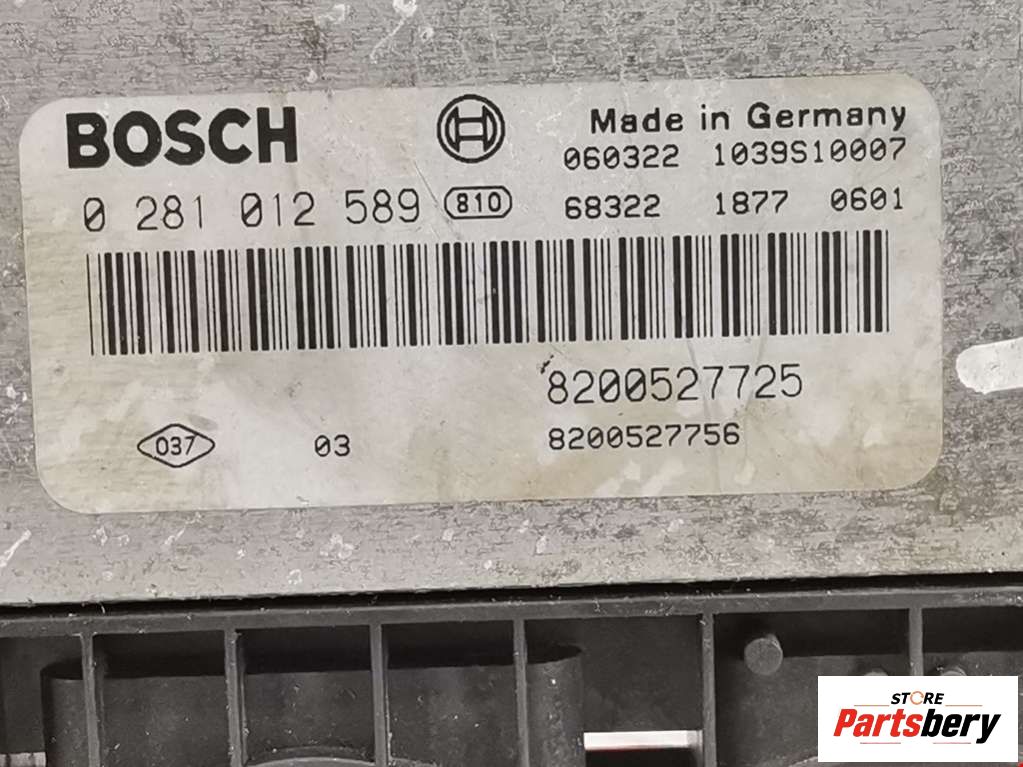 BOSCH
Made in Germany
060322 1039S10007
0 281 012 589 810
68322 1877 0601
8200527725
037 03 8200527756
STORE
Partsbery